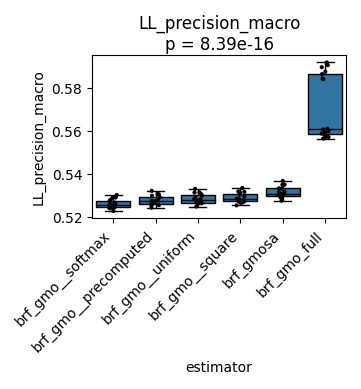 LL_precision_macro
p = 8.39e-16
LL_precision_macro
0.58
0.56
0.54
0.52
brf_gmo__softmax
brf_gmo__precomputed
brf_gmo__uniform
brf_gmo__square
brf_gmosa
brf_gmo_full
estimator